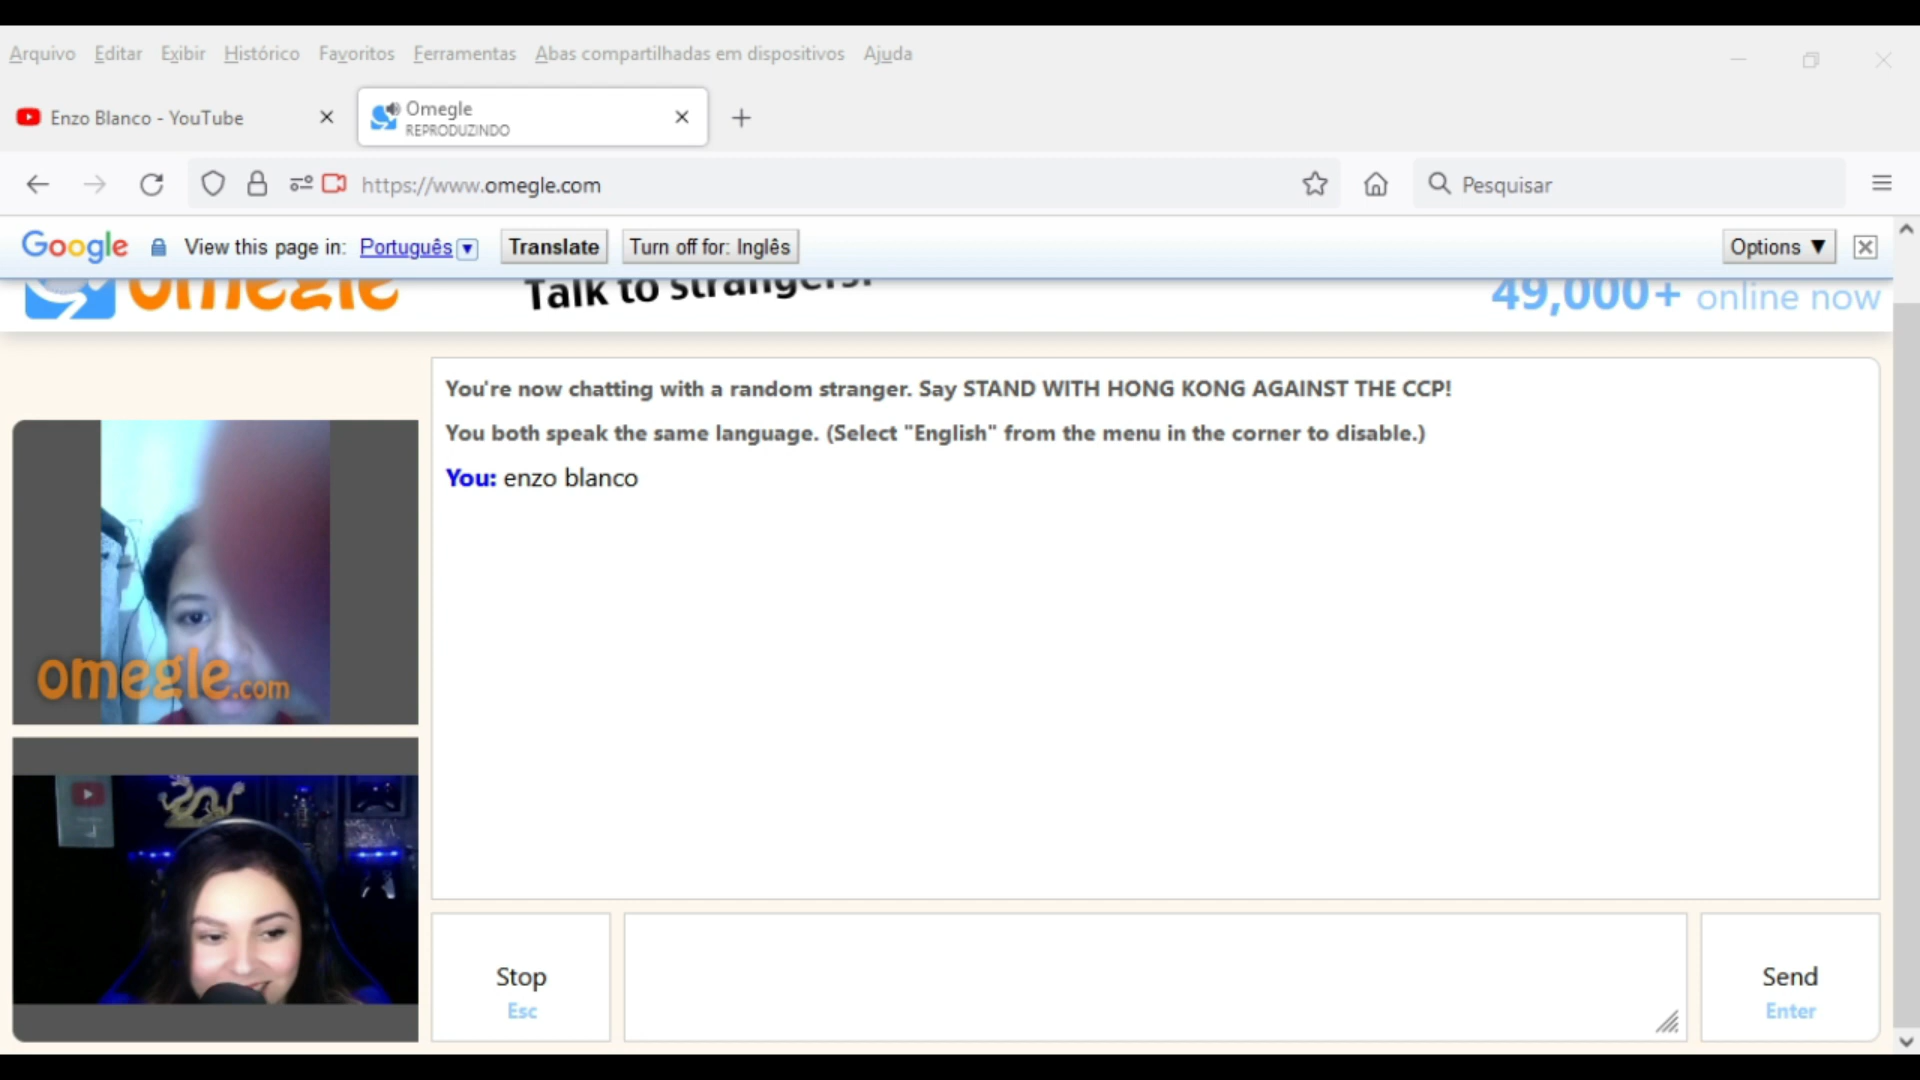 Arquivo Editar Exibir Histórico Favoritos Ferramentas Abas compartilhadas em dispositivos Ajuda
Enzo Blanco - YouTube
Omegle
REPRODUZINDO
https://www.omegle.com
Pesquisar
Google View this page in: Português Translate Turn off for: Inglês Options
omegle Talk to strangers! 49,000+ online now
You're now chatting with a random stranger. Say STAND WITH HONG KONG AGAINST THE CCP!
You both speak the same language. (Select "English" from the menu in the corner to disable.)
You: enzo blanco
omegle.com
Stop
Esc
Send
Enter